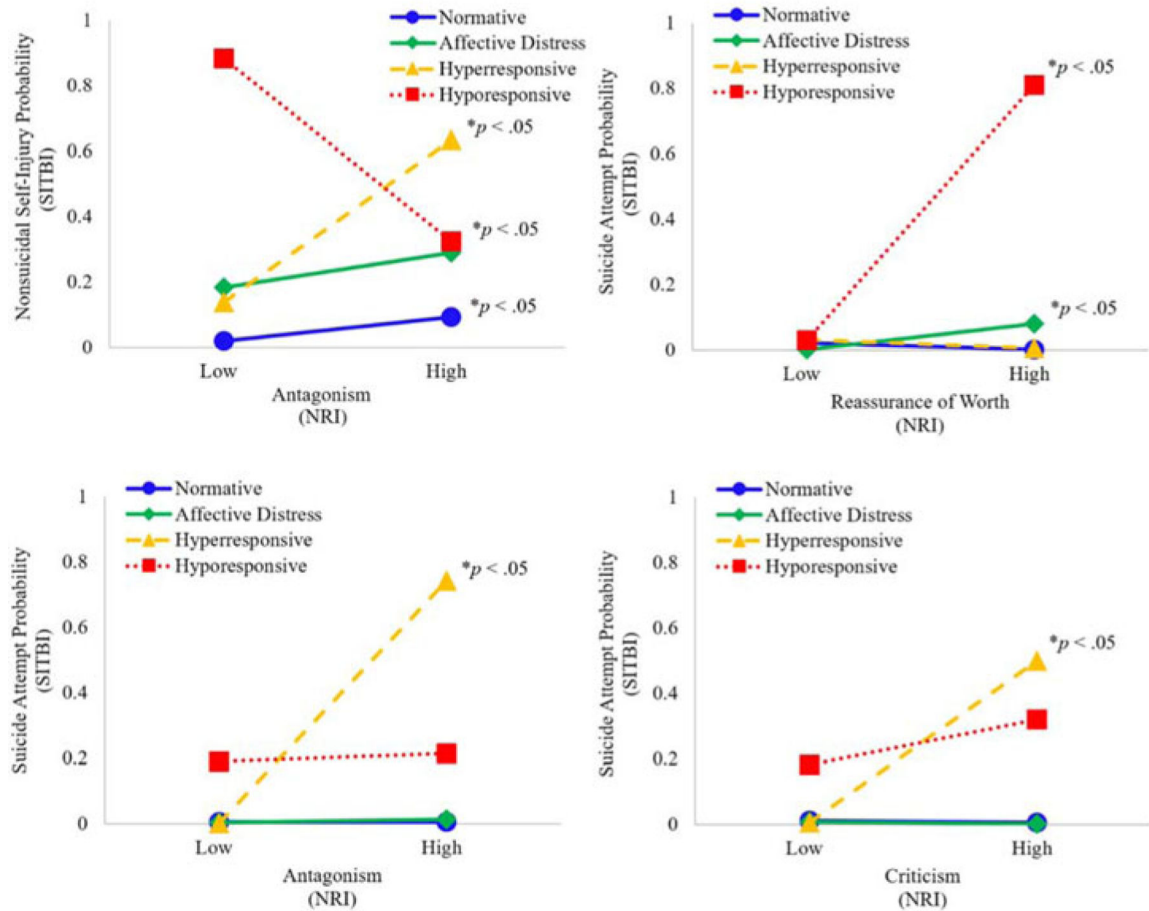 Normative
Affective Distress
Hyperresponsive
Hyporesponsive
Nonsuicidal Self-Injury Probability
(SITBI)
1
0.8
0.6
0.4
0.2
0
*p < .05
*p < .05
*p < .05
Low
High
Antagonism
(NRI)
Normative
Affective Distress
Hyperresponsive
Hyporesponsive
Suicide Attempt Probability
(SITBI)
1
0.8
0.6
0.4
0.2
0
*p < .05
*p < .05
Low
High
Reassurance of Worth
(NRI)
Normative
Affective Distress
Hyperresponsive
Hyporesponsive
Suicide Attempt Probability
(SITBI)
1
0.8
0.6
0.4
0.2
0
*p < .05
Low
High
Antagonism
(NRI)
Normative
Affective Distress
Hyperresponsive
Hyporesponsive
Suicide Attempt Probability
(SITBI)
1
0.8
0.6
0.4
0.2
0
*p < .05
Low
High
Criticism
(NRI)